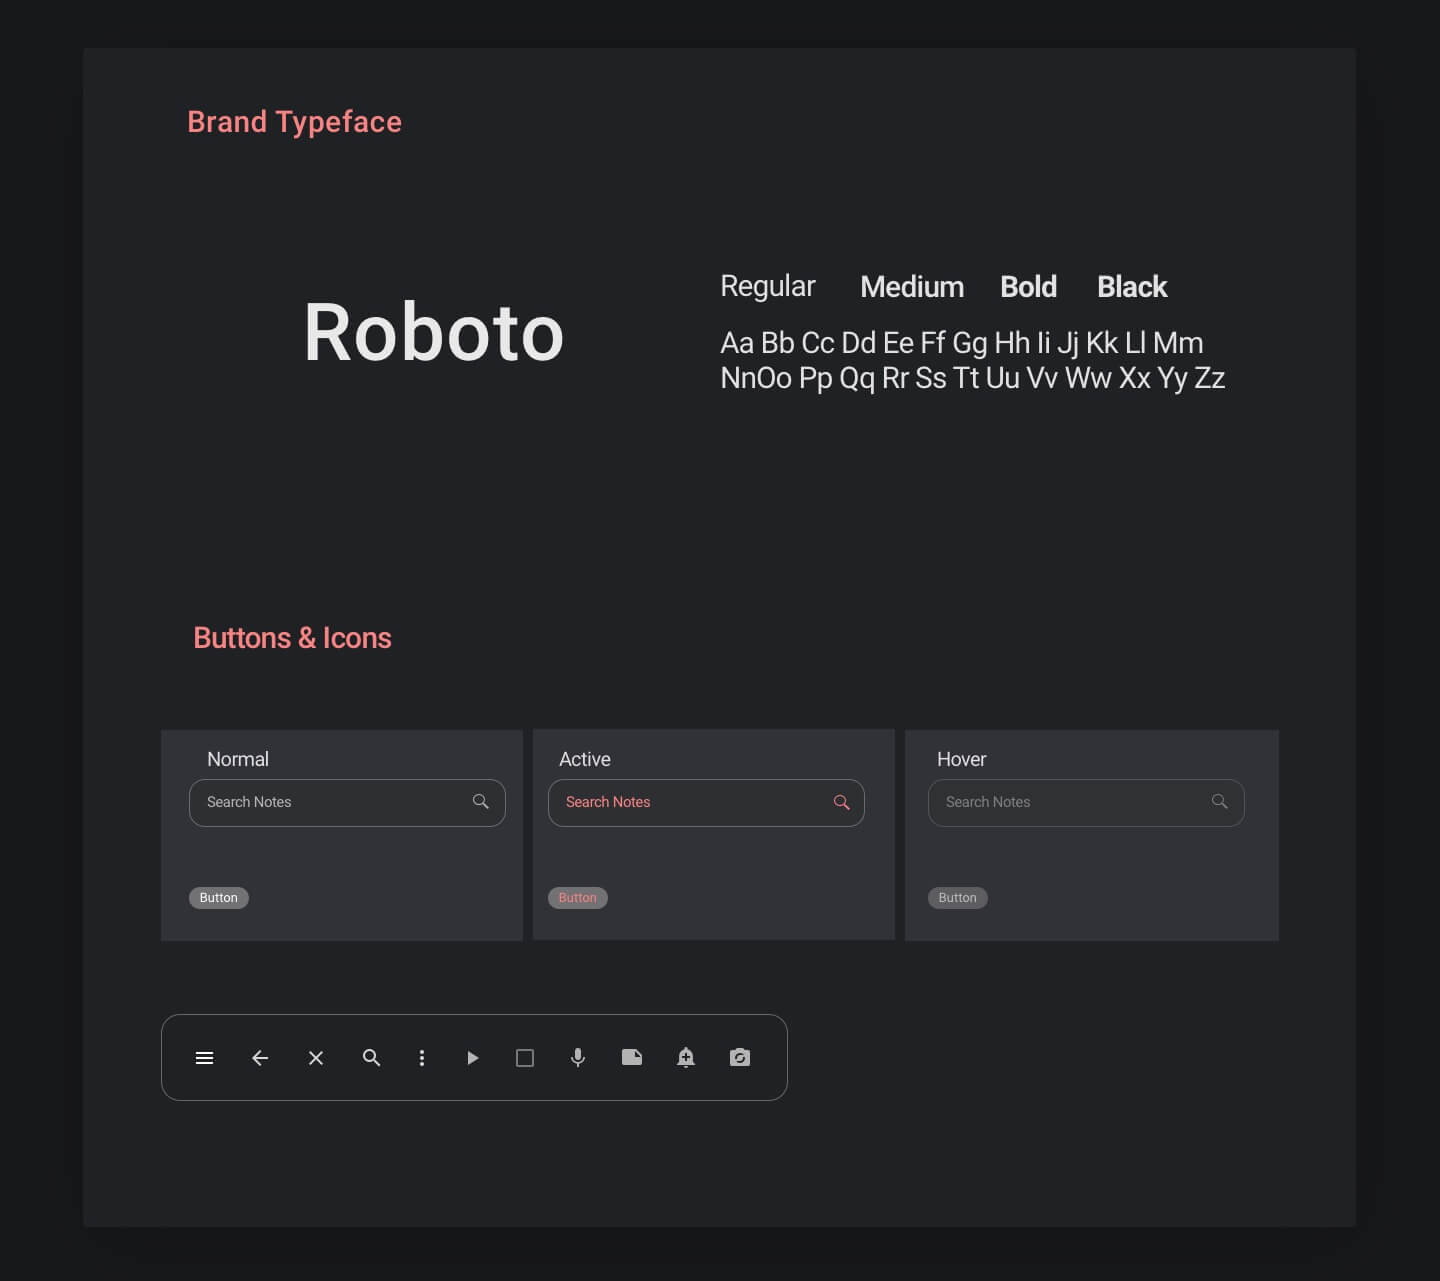 Brand Typeface
Roboto
Regular Medium Bold Black
Aa Bb Cc Dd Ee Ff Gg Hh Ii Jj Kk Ll Mm
NnOo Pp Qq Rr Ss Tt Uu Vv Ww Xx Yy Zz
Buttons & Icons
Normal
Search Notes
Button
Active
Search Notes
Button
Hover
Search Notes
Button